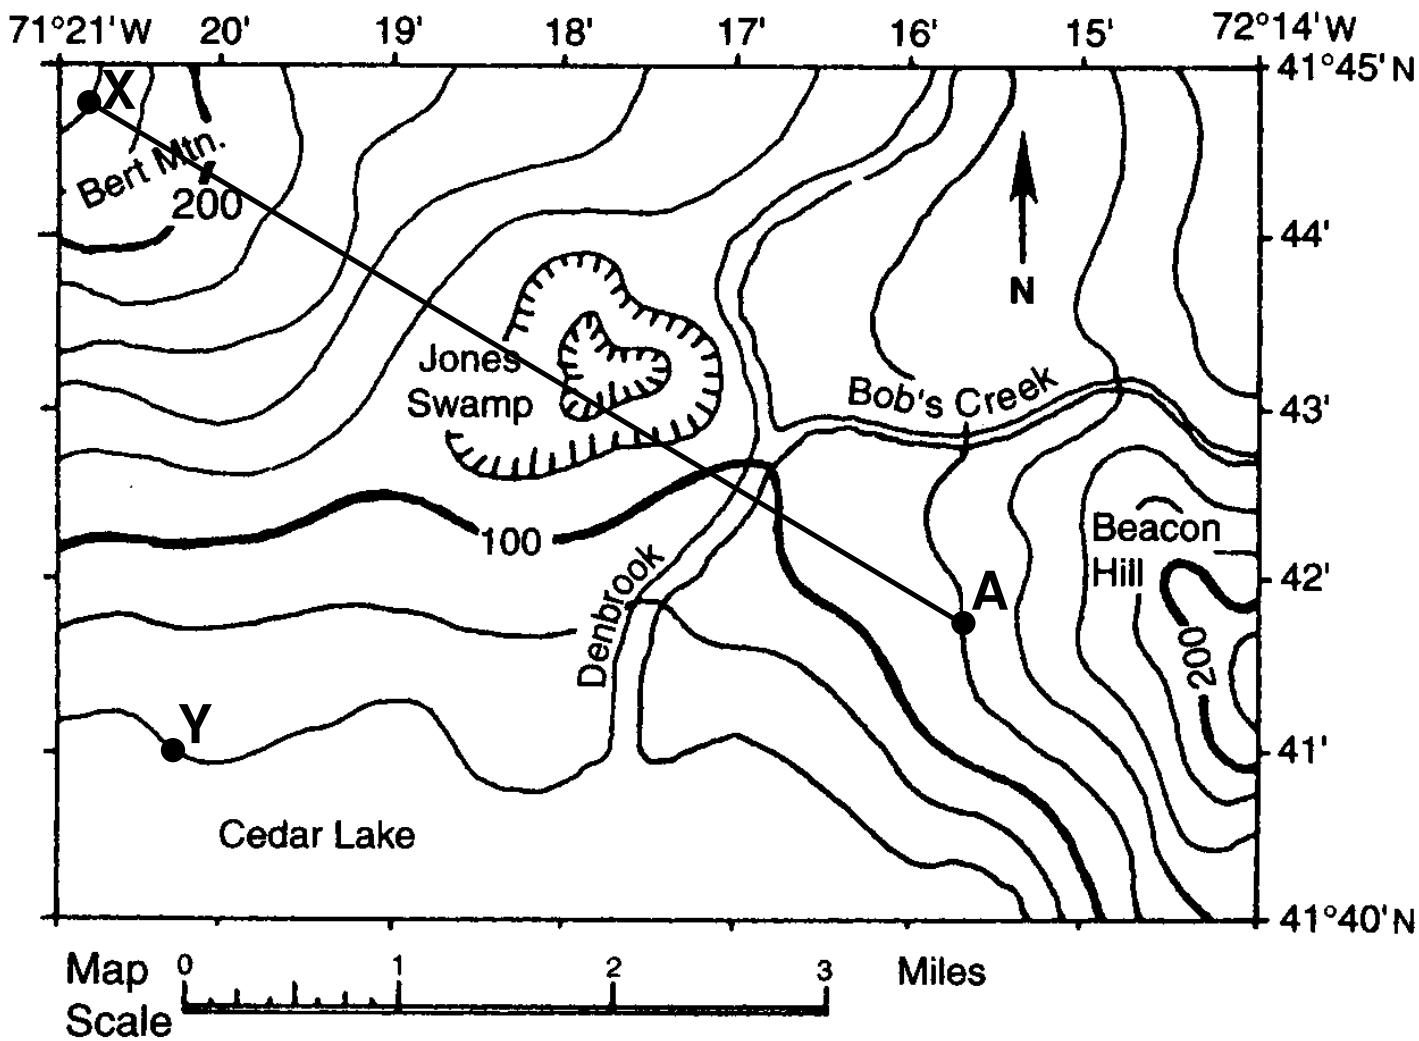 71°21'W 20' 19' 18' 17' 16' 15' 72°14'W
41°45'N
X
Bert Mtn.
200
44'
N
Jones
Swamp
Bob's Creek
43'
100
Beacon
Hill
42'
A
Denbrook
200
Y
41'
Cedar Lake
41°40'N
Map
Scale
0 1 2 3 Miles